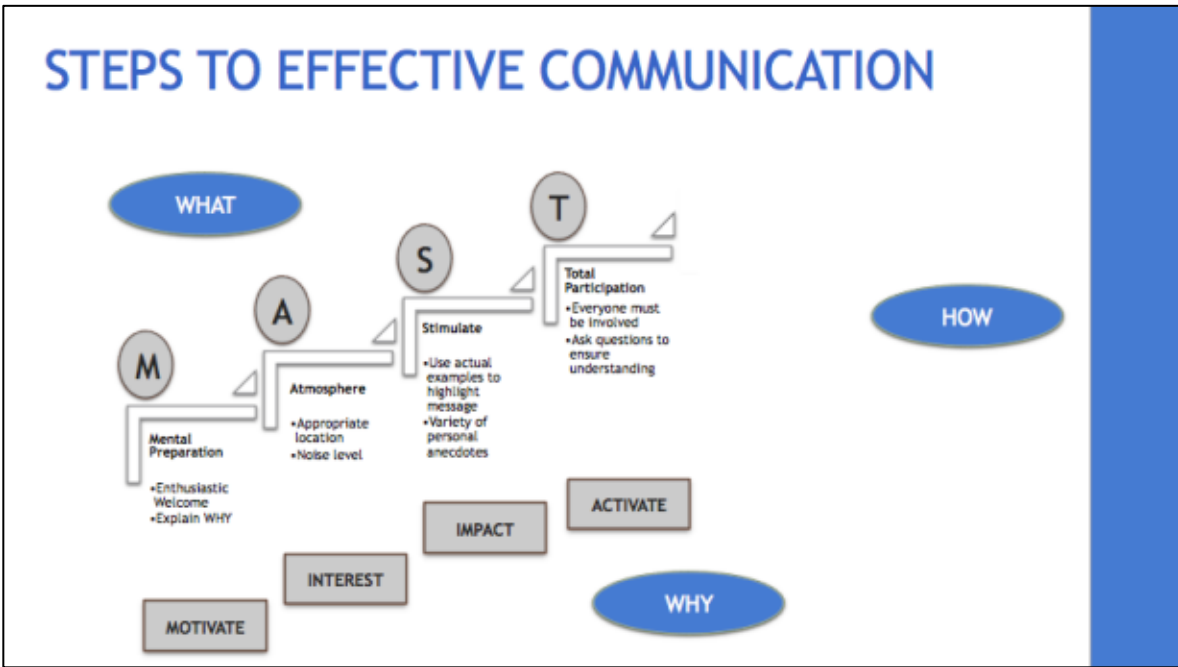 STEPS TO EFFECTIVE COMMUNICATION
WHAT
HOW
M
Mental
Preparation
•Enthusiastic
Welcome
•Explain WHY
A
Atmosphere
•Appropriate
location
•Noise level
S
Stimulate
•Use actual
examples to
highlight
message
•Variety of
personal
anecdotes
T
Total
Participation
•Everyone must
be involved
•Ask questions to
ensure
understanding
MOTIVATE
INTEREST
IMPACT
ACTIVATE
WHY